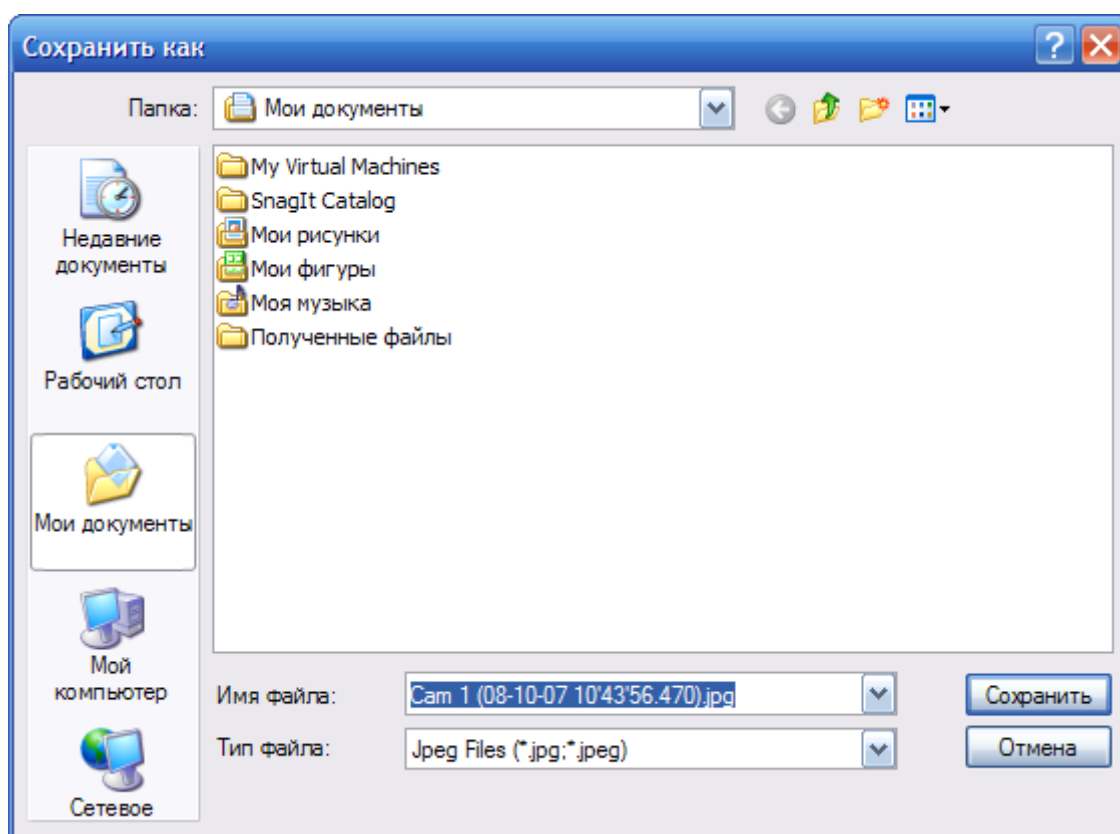 Сохранить как
Папка:
Мои документы
My Virtual Machines
SnagIt Catalog
Мои рисунки
Мои фигуры
Моя музыка
Полученные файлы
Недавние
документы
Рабочий стол
Мои документы
Мой
компьютер
Сетевое
Имя файла:
Cam 1 (08-10-07 10'43'56.470).jpg
Сохранить
Тип файла:
Jpeg Files (*.jpg;*.jpeg)
Отмена